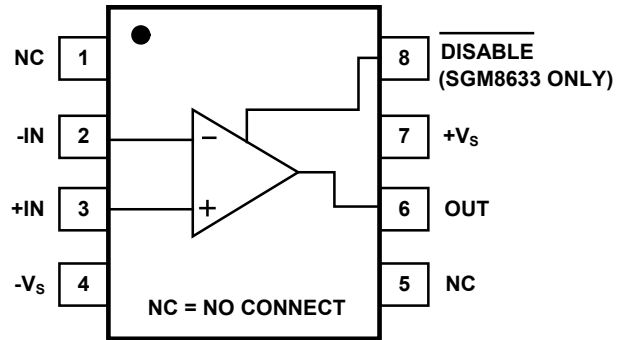 NC 1
-IN 2
+IN 3
-Vs 4
8 DISABLE
(SGM8633 ONLY)
7 +Vs
6 OUT
5 NC
−
+
NC = NO CONNECT